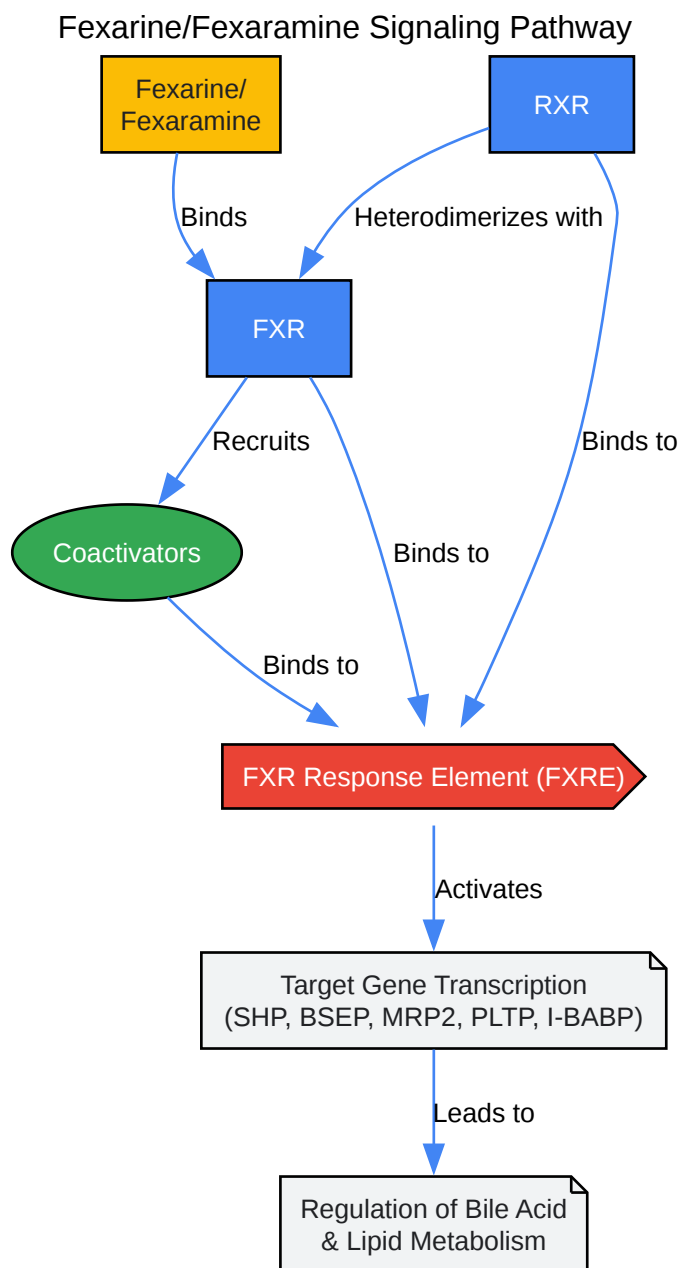 Fexarine/Fexaramine Signaling Pathway
Fexarine/
Fexaramine
RXR
Binds
Heterodimerizes with
FXR
Recruits
Binds to
Coactivators
Binds to
Binds to
FXR Response Element (FXRE)
Activates
Target Gene Transcription
(SHP, BSEP, MRP2, PLTP, I-BABP)
Leads to
Regulation of Bile Acid
& Lipid Metabolism